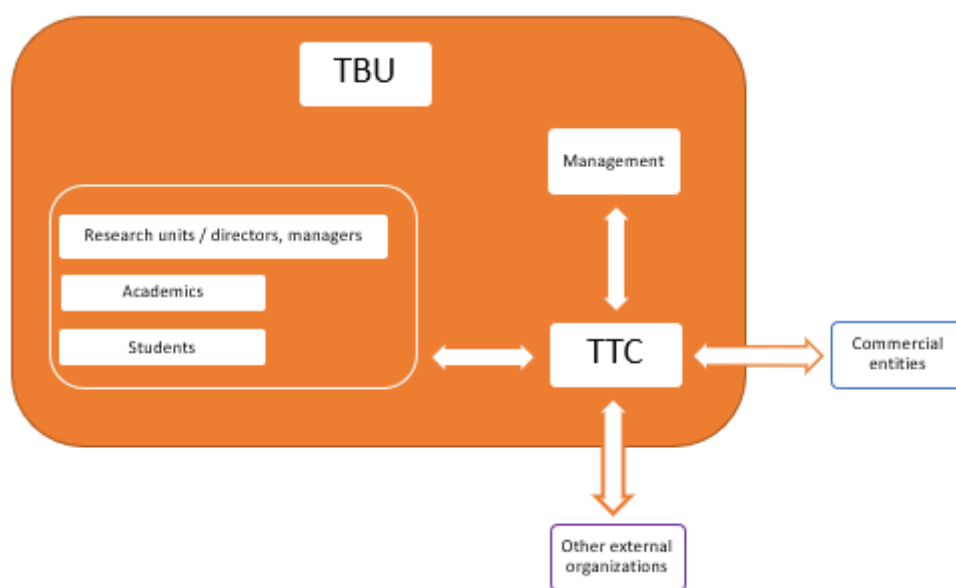 TBU
Management
Research units / directors, managers
Academics
Students
TTC
Commercial
entities
Other external
organizations